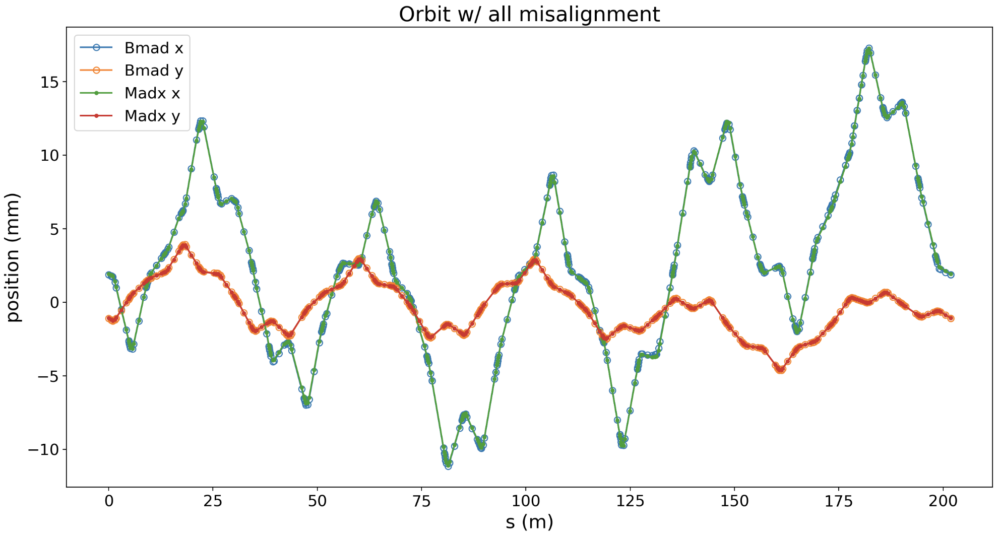 Orbit w/ all misalignment
Bmad x
Bmad y
Madx x
Madx y
position (mm)
15
10
5
0
−5
−10
0 25 50 75 100 125 150 175 200
s (m)